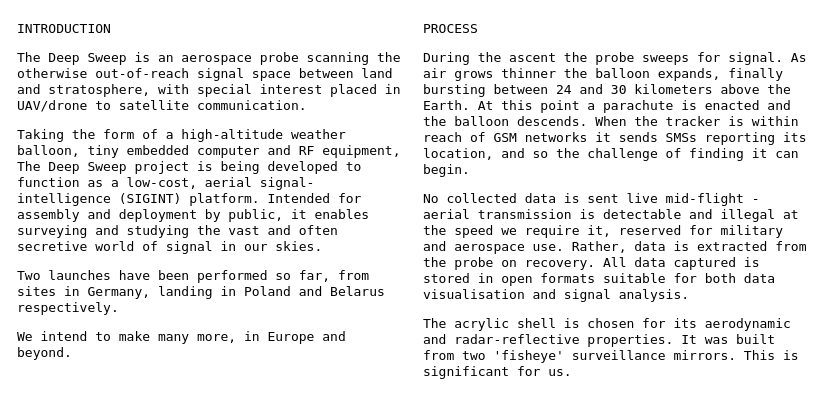 INTRODUCTION
The Deep Sweep is an aerospace probe scanning the
otherwise out-of-reach signal space between land
and stratosphere, with special interest placed in
UAV/drone to satellite communication.
Taking the form of a high-altitude weather
balloon, tiny embedded computer and RF equipment,
The Deep Sweep project is being developed to
function as a low-cost, aerial signal-
intelligence (SIGINT) platform. Intended for
assembly and deployment by public, it enables
surveying and studying the vast and often
secretive world of signal in our skies.
Two launches have been performed so far, from
sites in Germany, landing in Poland and Belarus
respectively.
We intend to make many more, in Europe and
beyond.
PROCESS
During the ascent the probe sweeps for signal. As
air grows thinner the balloon expands, finally
bursting between 24 and 30 kilometers above the
Earth. At this point a parachute is enacted and
the balloon descends. When the tracker is within
reach of GSM networks it sends SMSs reporting its
location, and so the challenge of finding it can
begin.
No collected data is sent live mid-flight -
aerial transmission is detectable and illegal at
the speed we require it, reserved for military
and aerospace use. Rather, data is extracted from
the probe on recovery. All data captured is
stored in open formats suitable for both data
visualisation and signal analysis.
The acrylic shell is chosen for its aerodynamic
and radar-reflective properties. It was built
from two 'fisheye' surveillance mirrors. This is
significant for us.